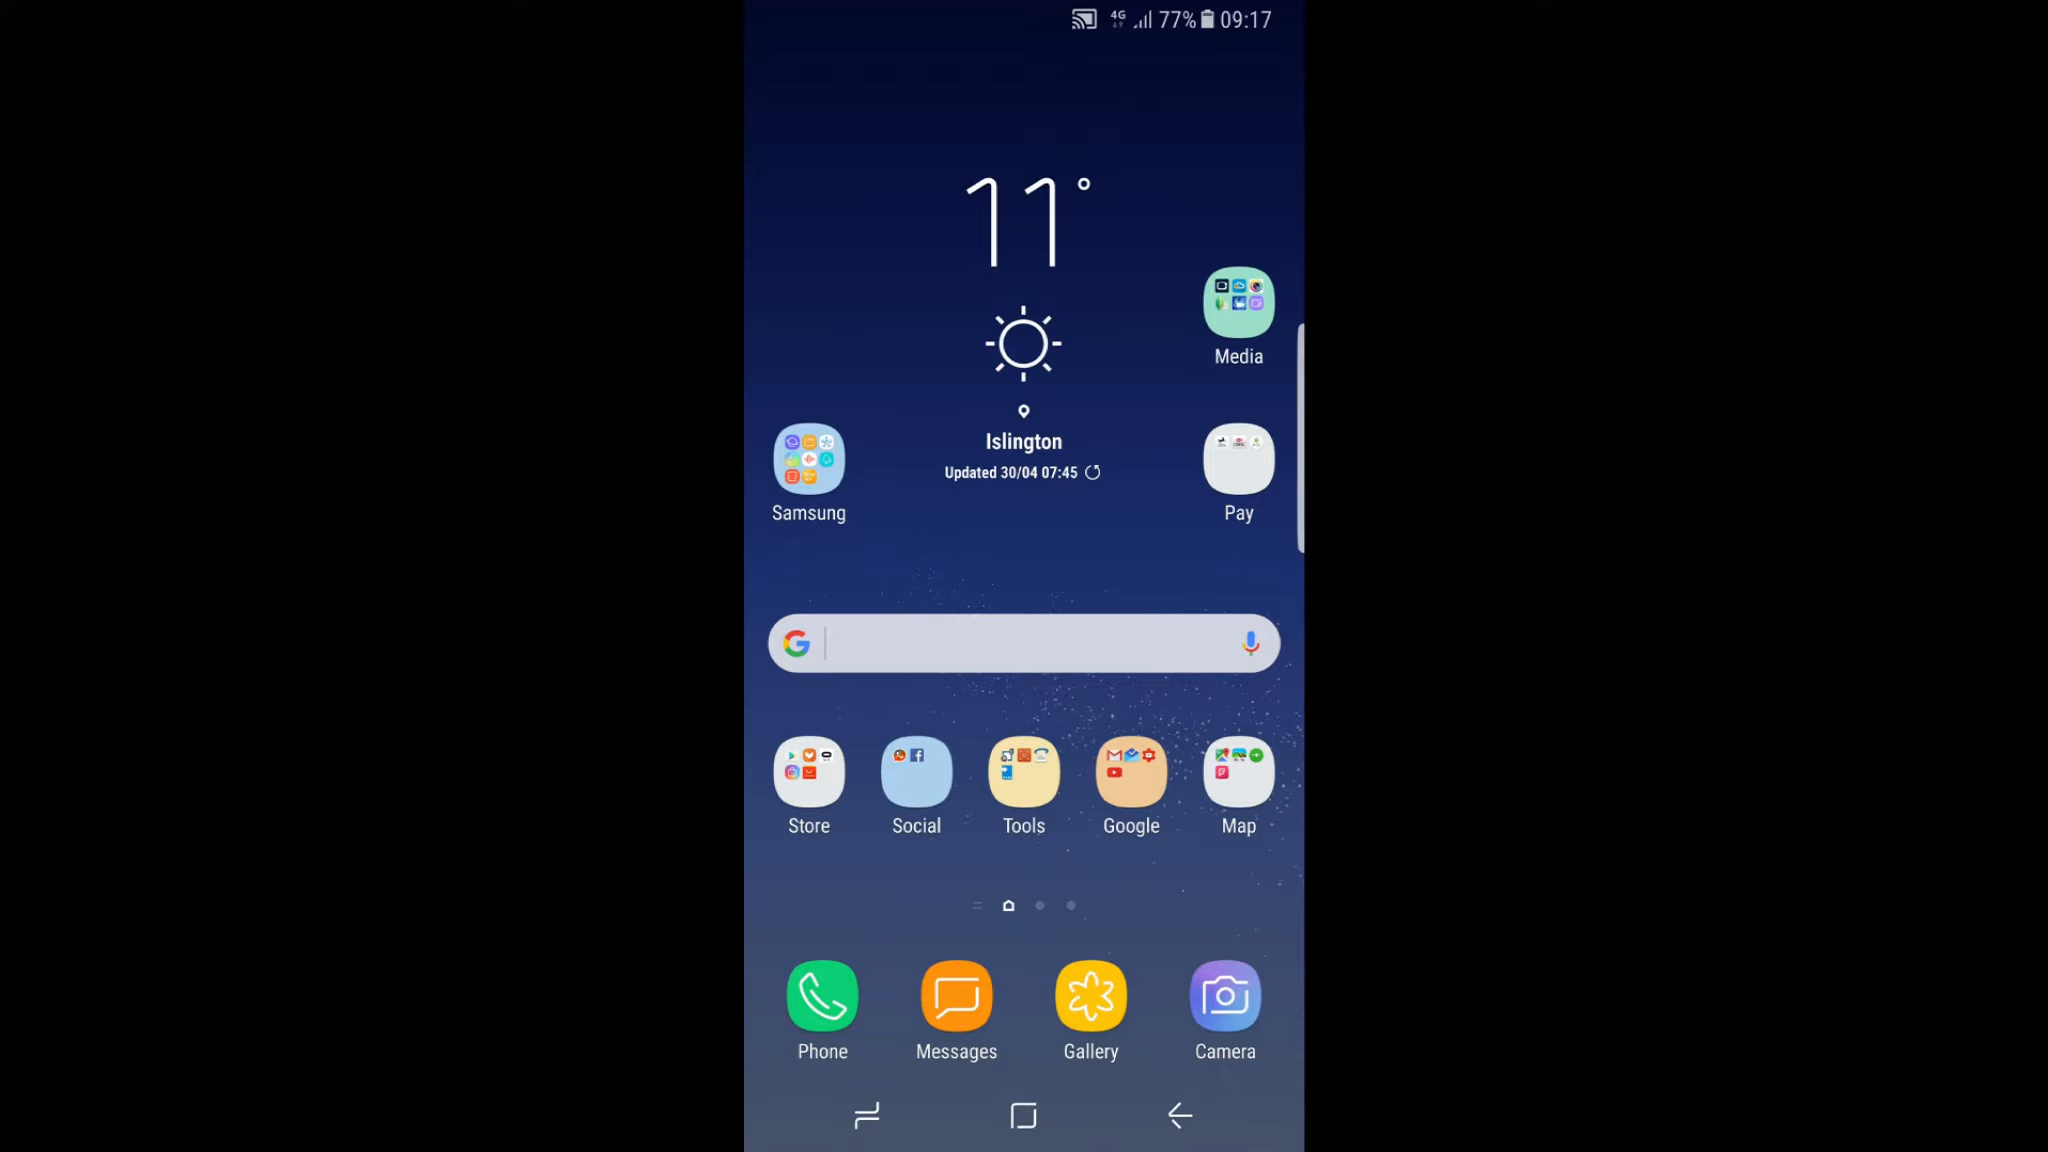 4G 77% 09:17
11°
Media
Islington
Updated 30/04 07:45
Samsung
Pay
Store
Social
Tools
Google
Map
Phone
Messages
Gallery
Camera